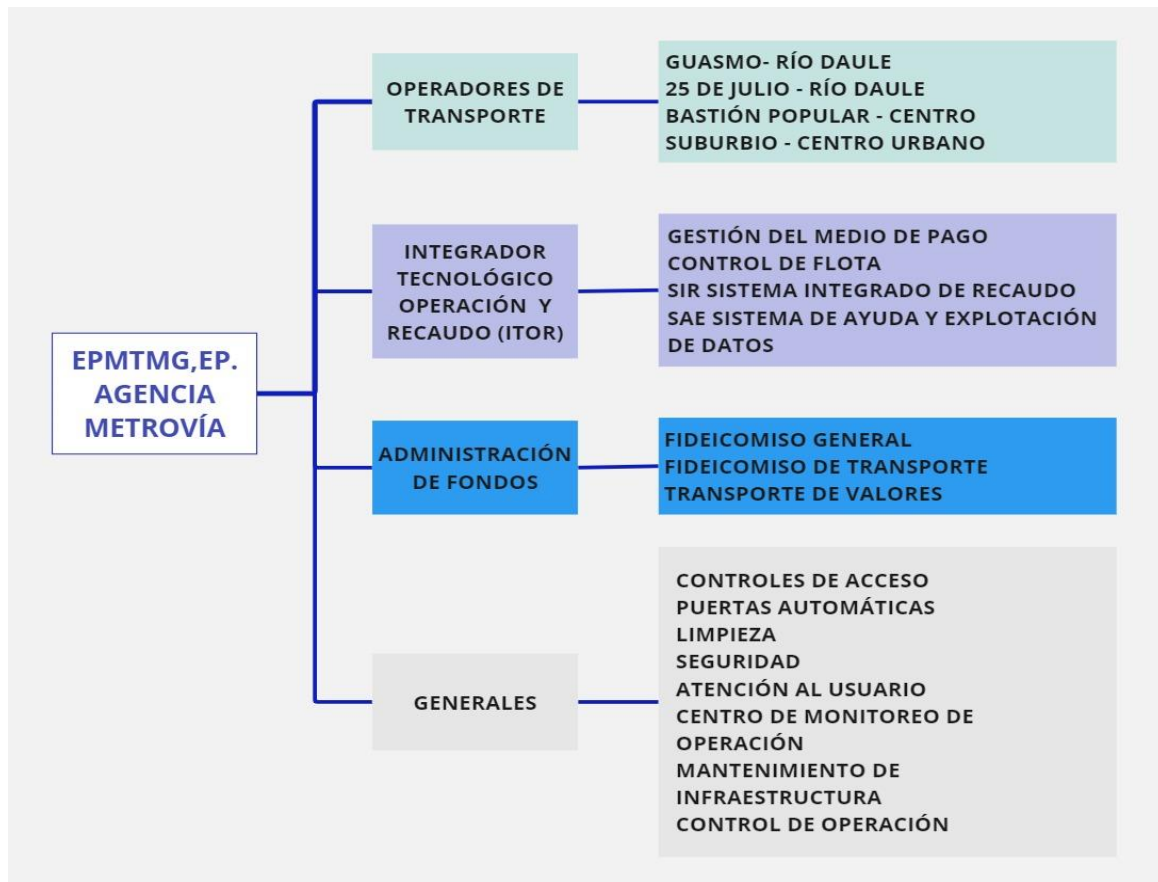 EPMTMG,EP.
AGENCIA
METROVÍA
OPERADORES DE
TRANSPORTE
GUASMO- RÍO DAULE
25 DE JULIO - RÍO DAULE
BASTIÓN POPULAR - CENTRO
SUBURBIO - CENTRO URBANO
INTEGRADOR
TECNOLÓGICO
OPERACIÓN Y
RECAUDO (ITOR)
GESTIÓN DEL MEDIO DE PAGO
CONTROL DE FLOTA
SIR SISTEMA INTEGRADO DE RECAUDO
SAE SISTEMA DE AYUDA Y EXPLOTACIÓN
DE DATOS
ADMINISTRACIÓN
DE FONDOS
FIDEICOMISO GENERAL
FIDEICOMISO DE TRANSPORTE
TRANSPORTE DE VALORES
GENERALES
CONTROLES DE ACCESO
PUERTAS AUTOMÁTICAS
LIMPIEZA
SEGURIDAD
ATENCIÓN AL USUARIO
CENTRO DE MONITOREO DE
OPERACIÓN
MANTENIMIENTO DE
INFRAESTRUCTURA
CONTROL DE OPERACIÓN